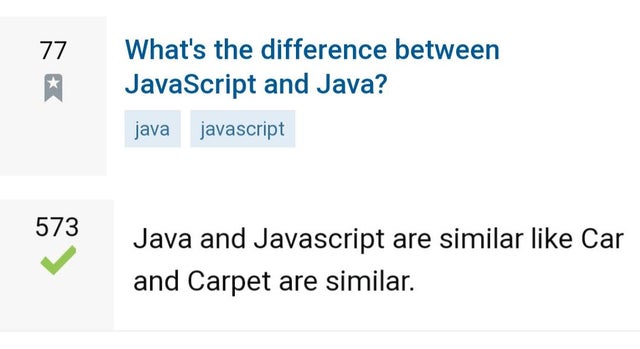 77
What's the difference between
JavaScript and Java?
java javascript
573
Java and Javascript are similar like Car
and Carpet are similar.